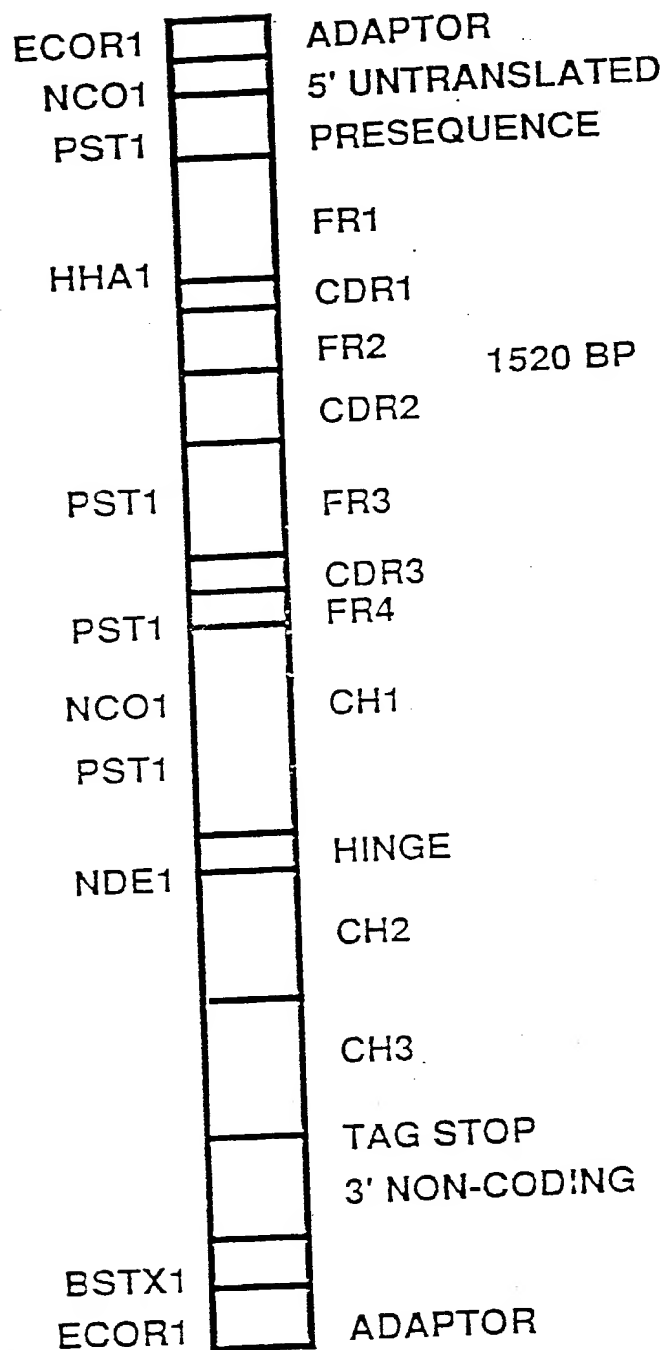 ECOR1 ADAPTOR
NCO1 5' UNTRANSLATED
PST1 PRESEQUENCE
FR1
HHA1 CDR1
FR2 1520 BP
CDR2
PST1 FR3
CDR3
FR4
PST1
NCO1 CH1
PST1
HINGE
NDE1
CH2
CH3
TAG STOP
3' NON-CODING
BSTX1
ECOR1 ADAPTOR